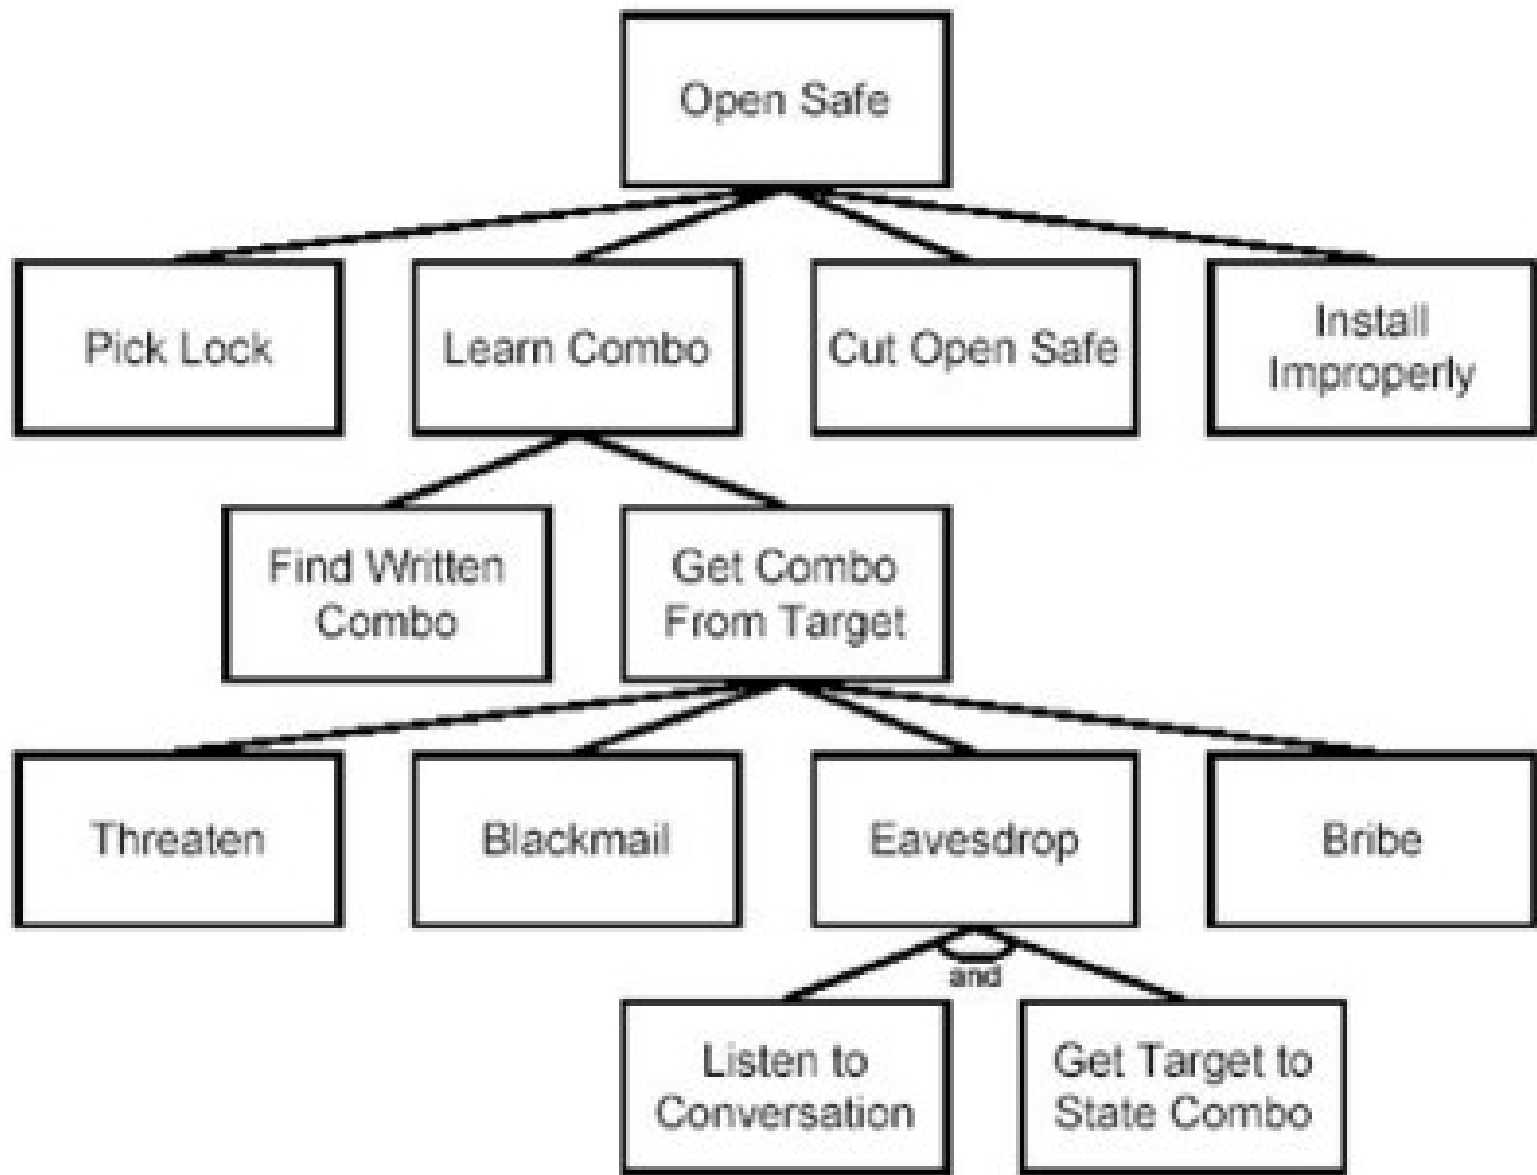 Open Safe
Pick Lock
Learn Combo
Cut Open Safe
Install
Improperly
Find Written
Combo
Get Combo
From Target
Threaten
Blackmail
Eavesdrop
Bribe
and
Listen to
Conversation
Get Target to
State Combo